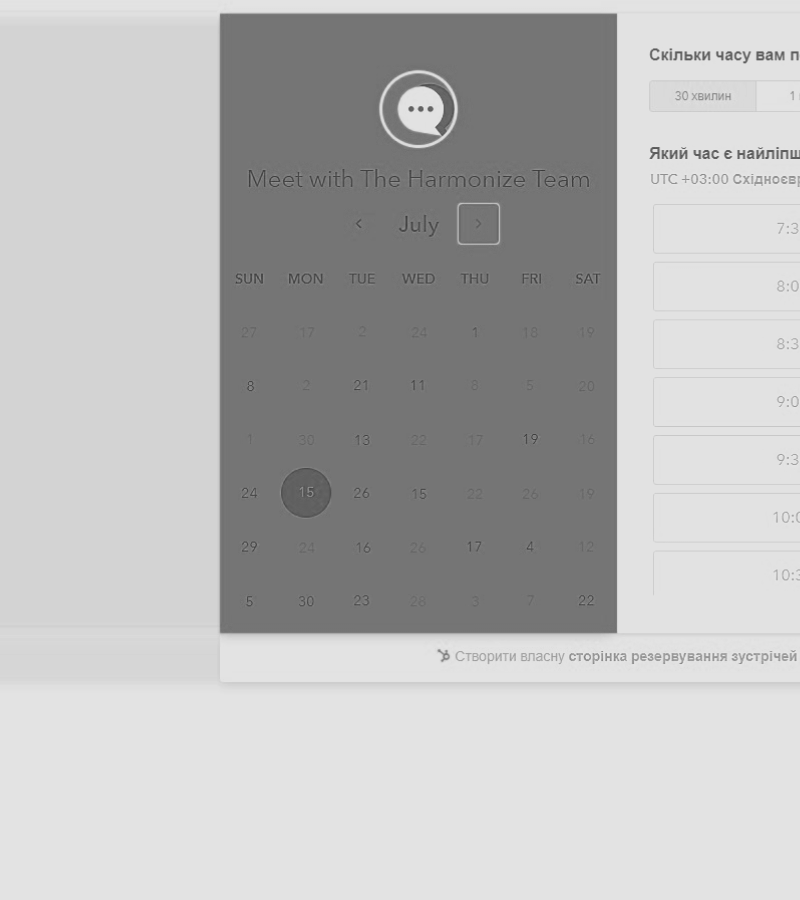 Meet with The Harmonize Team
July
SUN MON TUE WED THU FRI SAT
27 17 2 24 1 18 19
8 2 21 11 8 5 20
1 30 13 22 17 19 16
24 15 26 15 22 26 19
29 24 16 26 17 4 12
5 30 23 28 3 7 22
Скільки часу вам п
30 хвилин 1
Який час є найліпш
UTC +03:00 Східноєвр
7:3
8:0
8:3
9:0
9:3
10:0
10:3
Створити власну сторінка резервування зустрічей